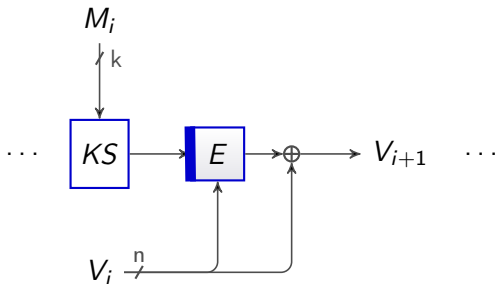 M_i
k
··· KS E ⊕ V_{i+1} ···
n
V_i